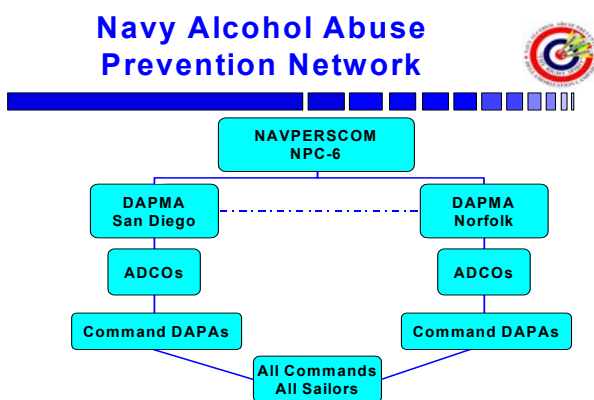 Navy Alcohol Abuse
Prevention Network
NAVPERSCOM
NPC-6
DAPMA
San Diego
DAPMA
Norfolk
ADCOs
ADCOs
Command DAPAs
Command DAPAs
All Commands
All Sailors